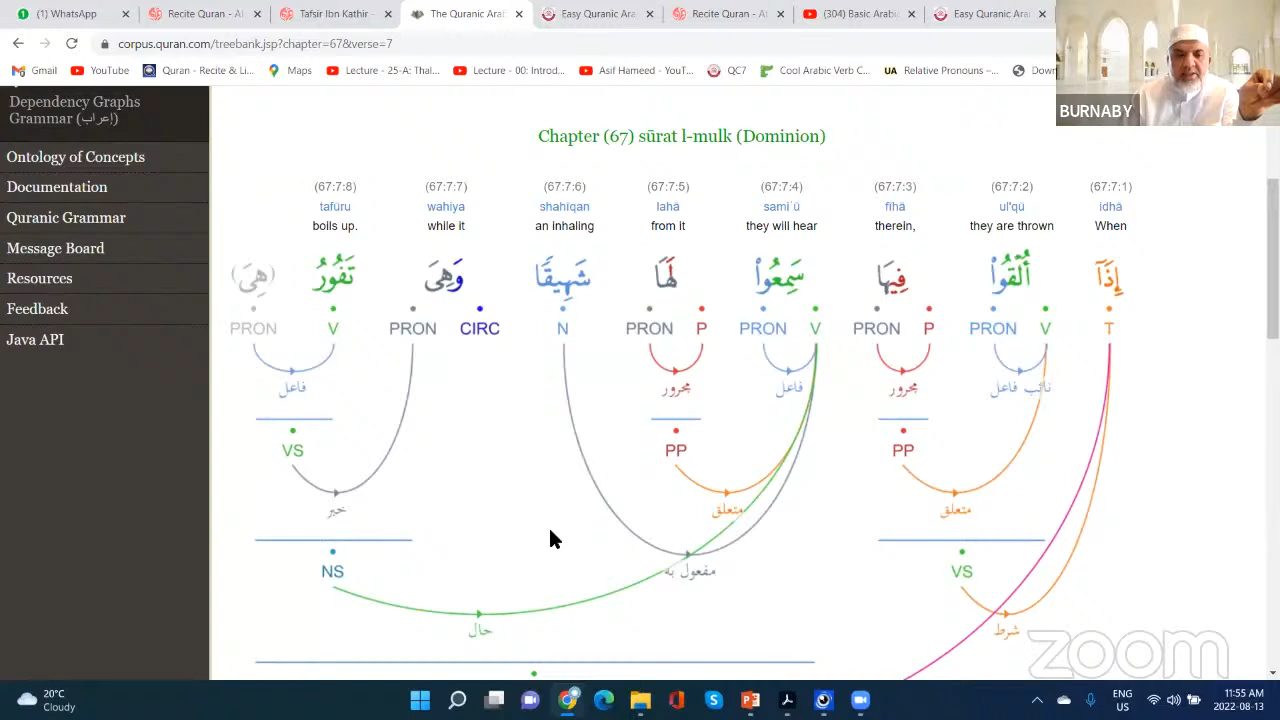 (1) WhatsApp
Recite Qur'an -
Tafsir Ibn Kathir -
The Quranic Arab
Easy Quranic Ara
Recite Qur'an -
(304) Basic Arabi
Easy Quranic Ara
corpus.quran.com/treebank.jsp?chapter=67&verse=7
Gmail
YouTube
Quran - Recite & Li...
Maps
Lecture - 25-A: Thal...
Lecture - 00: Introd...
Asif Hameed - YouT...
QC7
Cool Arabic Verb C...
UA Relative Pronouns –...
BURNABY
Dependency Graphs
Grammar (إعراب)
Ontology of Concepts
Documentation
Quranic Grammar
Message Board
Resources
Feedback
Java API
Chapter (67) sūrat l-mulk (Dominion)
(67:7:8) (67:7:7) (67:7:6) (67:7:5) (67:7:4) (67:7:3) (67:7:2) (67:7:1)
tafūru wahiya shahīqan lahā samiʿū fīhā ul'qū idhā
boils up. while it an inhaling from it they will hear therein, they are thrown When
إِذَآ أُلْقُوا۟ فِيهَا سَمِعُوا۟ لَهَا شَهِيقًا وَهِىَ تَفُورُ (هِىَ)
PRON V PRON CIRC N PRON P PRON V PRON P PRON V T
نائب فاعل مجرور فاعل مجرور فاعل
VS PP PP
متعلق متعلق خبر
NS VS
مفعول به
شرط حال
zoom
20°C
Cloudy
ENG
US
11:55 AM
2022-08-13